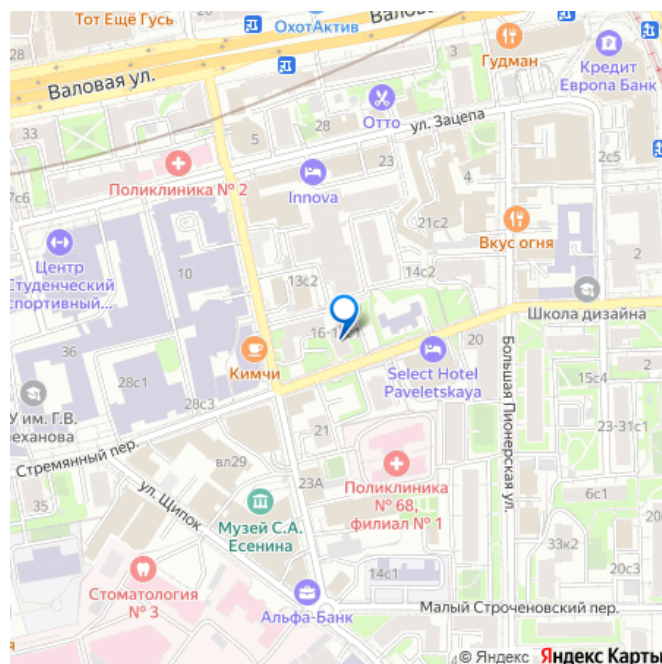 Тот Ещё Гусь
ОхотАктив
Валовая ул.
3
Гудман
Кредит
Европа Банк
33
5
28
Отто
ул. Зацепа
Поликлиника № 2
23
4
2с5
7с6
Innova
21с2
Вкус огня
Центр
Студенческий
спортивный...
10
13с2
14с2
2
Школа дизайна
36
Кимчи
Select Hotel
Paveletskaya
20
Большая Пионерская ул.
28с1
15с4
У им. Г.В.
леханова
28с3
21
23-31с1
Стремянный пер.
вл29
23А
Поликлиника
№ 68,
филиал № 1
35
ул. Щипок
Музей С.А.
Есенина
6с1
33к2
20с3
Стоматология
№ 3
14с1
Альфа-Банк
Малый Строченовский пер.
© Яндекс Яндекс Карты